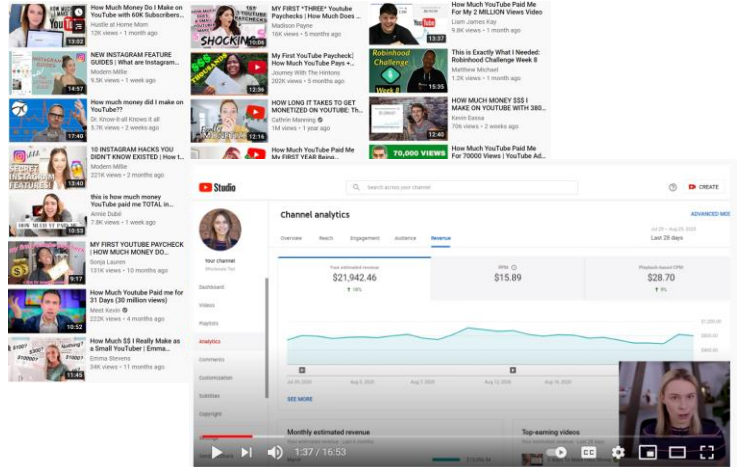 How Much Money Do I Make on
YouTube with 60K Subscribers...
Hustle at Home Mom
12K views • 1 month ago
13:02
NEW INSTAGRAM FEATURE
GUIDES | What are Instagram...
Modern Millie
9.5K views • 1 week ago
14:57
How much money did I make on
YouTube??
Dr. Know-it-all Knows it all
5.7K views • 2 weeks ago
17:40
10 INSTAGRAM HACKS YOU
DIDN'T KNOW EXISTED | How t...
Modern Millie
221K views • 2 months ago
SECRET
INSTAGRAM
FEATURES!
13:40
this is how much money
YouTube paid me TOTAL in...
Annie Dubé
7.8K views • 1 week ago
HOW MUCH YT PAID ME
10:53
MY FIRST YOUTUBE PAYCHECK
| HOW MUCH MONEY DO...
Sonja Lauren
131K views • 10 months ago
9:17
How Much Youtube Paid me for
31 Days (30 million views)
Meet Kevin
222K views • 4 months ago
10:52
How Much $$ I Really Make as
a Small YouTuber | Emma...
Emma Stevens
34K views • 11 months ago
11:45
MY FIRST *THREE* Youtube
Paychecks | How Much Does ...
Madison Payne
16K views • 5 months ago
SHOCKING
10:06
My First YouTube Paycheck|
How Much YouTube Pays +...
Journey With The Hintons
202K views • 5 months ago
THOUSANDS
12:36
HOW LONG IT TAKES TO GET
MONETIZED ON YOUTUBE: Th...
Cathrin Manning
1M views • 1 year ago
12:16
How Much YouTube Paid Me
MY FIRST YEAR Being...
How Much YouTube Paid Me
For My 2 MILLION Views Video
Liam James Kay
9.8K views • 1 month ago
13:37
This is Exactly What I Needed:
Robinhood Challenge Week 8
Matthew Michael
1.2K views • 1 month ago
Robinhood
Challenge
Week 8
15:35
HOW MUCH MONEY $$$ I
MAKE ON YOUTUBE WITH 380...
Kevin Eassa
706 views • 2 weeks ago
12:40
How Much YouTube Paid Me
For 70000 Views | YouTube Ad...
70,000 VIEWS
Studio
Search across your channel
CREATE
Channel analytics
Overview
Reach
Engagement
Audience
Revenue
Last 28 days
Your channel
Dashboard
Videos
Playlists
Analytics
Comments
Customization
Subtitles
Copyright
Your estimated revenue
$21,942.46
RPM
$15.89
Playback-based CPM
$28.70
SEE MORE
Monthly estimated revenue
Top-earning videos
1:37 / 16:53